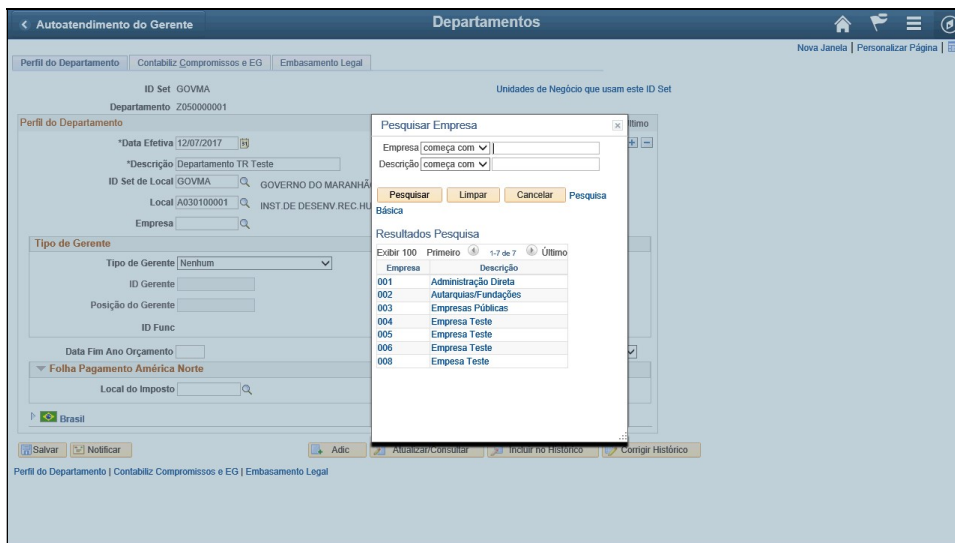 Autoatendimento do Gerente
Departamentos
Nova Janela | Personalizar Página |
Perfil do Departamento
Contabiliz Compromissos e EG
Embasamento Legal
ID Set GOVMA
Unidades de Negócio que usam este ID Set
Departamento Z050000001
Perfil do Departamento
*Data Efetiva 12/07/2017
*Descrição Departamento TR Teste
ID Set de Local GOVMA
GOVERNO DO MARANHÃ
Local A030100001
INST.DE DESENV.REC.HU
Empresa
Tipo de Gerente
Tipo de Gerente Nenhum
ID Gerente
Posição do Gerente
ID Func
Data Fim Ano Orçamento
Folha Pagamento América Norte
Local do Imposto
Brasil
Pesquisar Empresa
Empresa começa com
Descrição começa com
Pesquisar Limpar Cancelar Pesquisa
Básica
Resultados Pesquisa
Exibir 100 Primeiro 1-7 de 7 Último
Empresa Descrição
001 Administração Direta
002 Autarquias/Fundações
003 Empresas Públicas
004 Empresa Teste
005 Empresa Teste
006 Empresa Teste
008 Empesa Teste
Salvar Notificar Adic Atualizar/Consultar Incluir no Histórico Corrigir Histórico
Perfil do Departamento | Contabiliz Compromissos e EG | Embasamento Legal